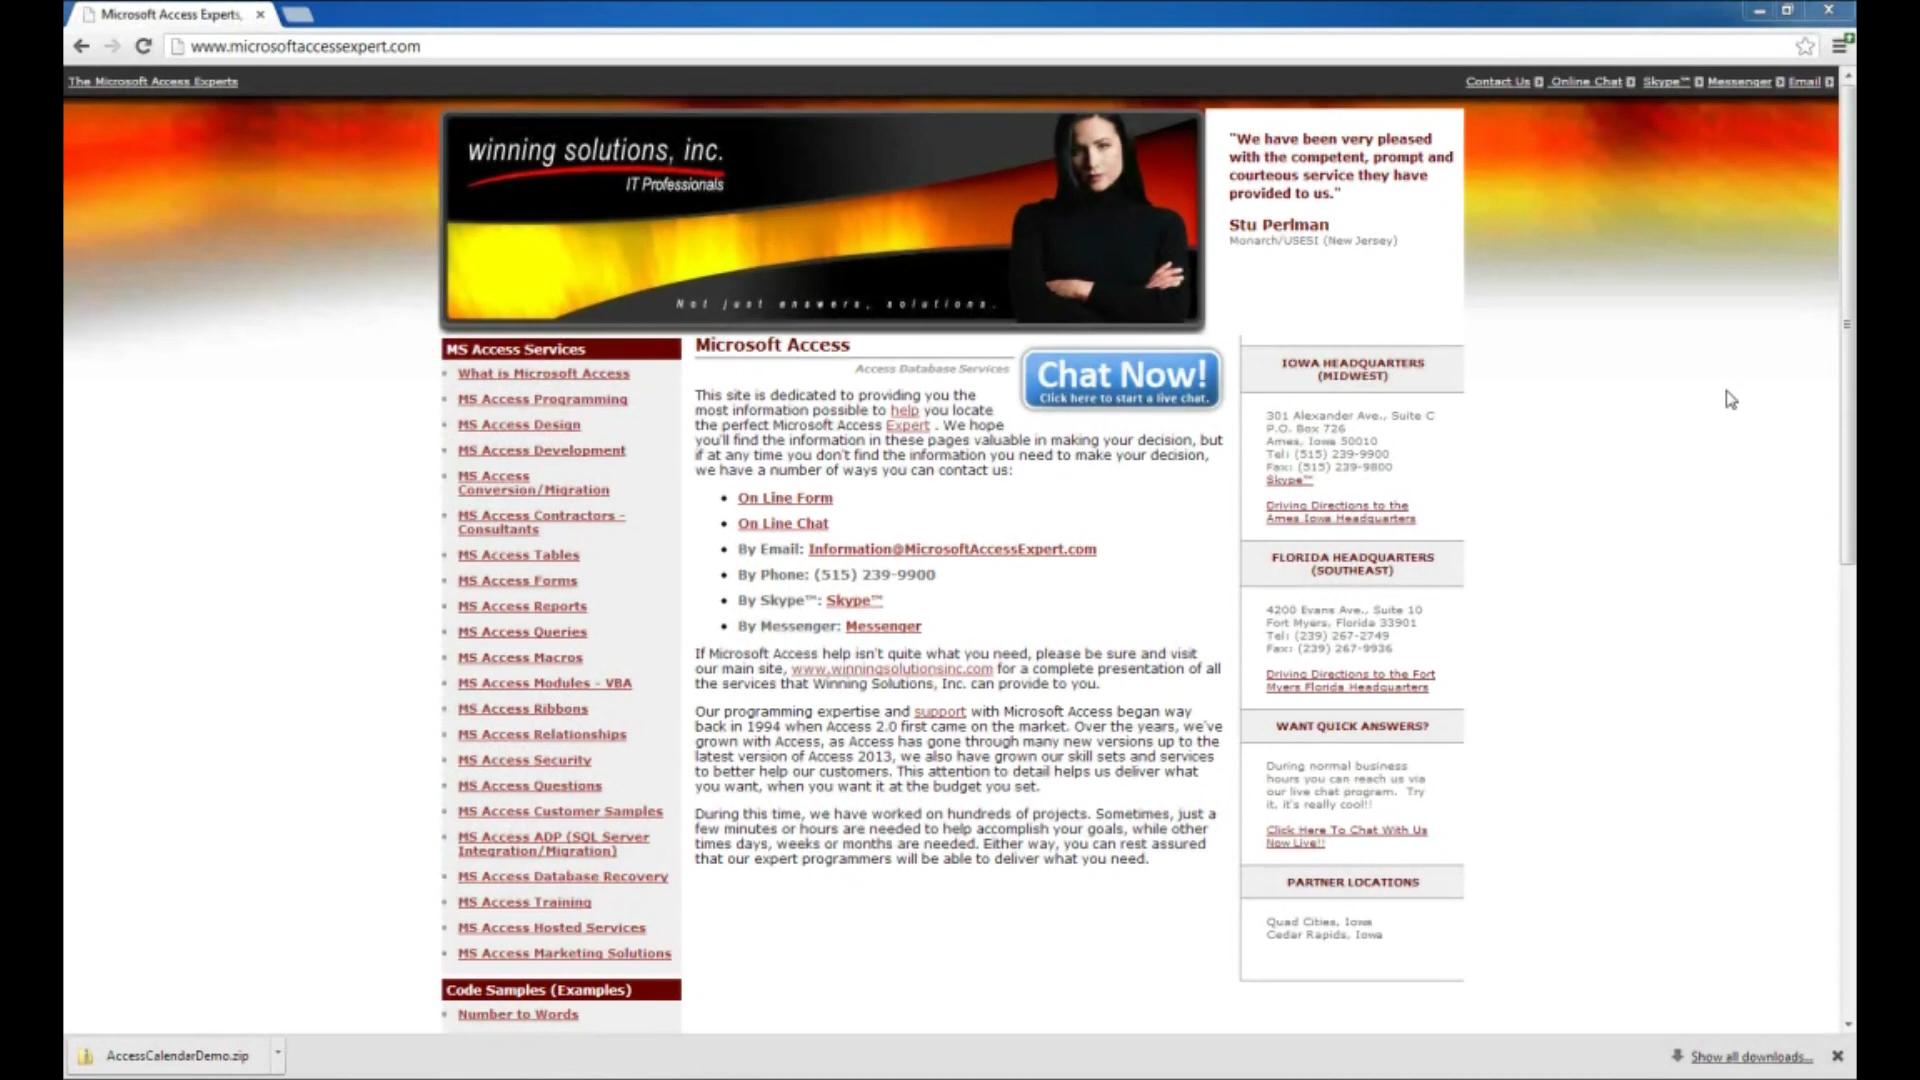 Microsoft Access Experts,
www.microsoftaccessexpert.com
The Microsoft Access Experts
Contact Us Online Chat Skype™ Messenger Email
winning solutions, inc.
IT Professionals
Not just answers, solutions.
"We have been very pleased
with the competent, prompt and
courteous service they have
provided to us."
Stu Perlman
Monarch/USESI (New Jersey)
MS Access Services
What is Microsoft Access
MS Access Programming
MS Access Design
MS Access Development
MS Access
Conversion/Migration
MS Access Contractors -
Consultants
MS Access Tables
MS Access Forms
MS Access Reports
MS Access Queries
MS Access Macros
MS Access Modules - VBA
MS Access Ribbons
MS Access Relationships
MS Access Security
MS Access Questions
MS Access Customer Samples
MS Access ADP (SQL Server
Integration/Migration)
MS Access Database Recovery
MS Access Training
MS Access Hosted Services
MS Access Marketing Solutions
Code Samples (Examples)
Number to Words
Microsoft Access
Access Database Services
Chat Now!
Click here to start a live chat.
This site is dedicated to providing you the
most information possible to help you locate
the perfect Microsoft Access Expert . We hope
you'll find the information in these pages valuable in making your decision, but
if at any time you don't find the information you need to make your decision,
we have a number of ways you can contact us:
• On Line Form
• On Line Chat
• By Email: Information@MicrosoftAccessExpert.com
• By Phone: (515) 239-9900
• By Skype™: Skype™
• By Messenger: Messenger
If Microsoft Access help isn't quite what you need, please be sure and visit
our main site, www.winningsolutionsinc.com for a complete presentation of all
the services that Winning Solutions, Inc. can provide to you.
Our programming expertise and support with Microsoft Access began way
back in 1994 when Access 2.0 first came on the market. Over the years, we've
grown with Access, as Access has gone through many new versions up to the
latest version of Access 2013, we also have grown our skill sets and services
to better help our customers. This attention to detail helps us deliver what
you want, when you want it at the budget you set.
During this time, we have worked on hundreds of projects. Sometimes, just a
few minutes or hours are needed to help accomplish your goals, while other
times days, weeks or months are needed. Either way, you can rest assured
that our expert programmers will be able to deliver what you need.
IOWA HEADQUARTERS
(MIDWEST)
301 Alexander Ave., Suite C
P.O. Box 726
Ames, Iowa 50010
Tel: (515) 239-9900
Fax: (515) 239-9800
Skype™
Driving Directions to the
Ames Iowa Headquarters
FLORIDA HEADQUARTERS
(SOUTHEAST)
4200 Evans Ave., Suite 10
Fort Myers, Florida 33901
Tel: (239) 267-2749
Fax: (239) 267-9936
Driving Directions to the Fort
Myers Florida Headquarters
WANT QUICK ANSWERS?
During normal business
hours you can reach us via
our live chat program. Try
it, it's really cool!!
Click Here To Chat With Us
Now Live!!
PARTNER LOCATIONS
Quad Cities, Iowa
Cedar Rapids, Iowa
AccessCalendarDemo.zip
Show all downloads...